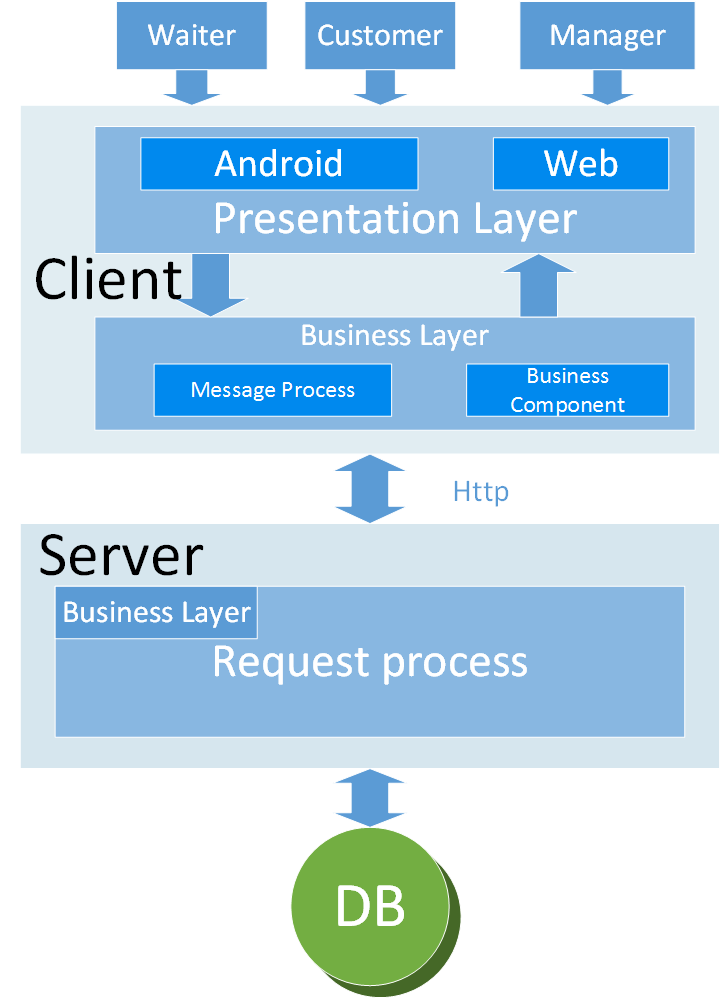 Waiter
Customer
Manager
Android
Web
Presentation Layer
Client
Business Layer
Message Process
Business
Component
Http
Server
Business Layer
Request process
DB